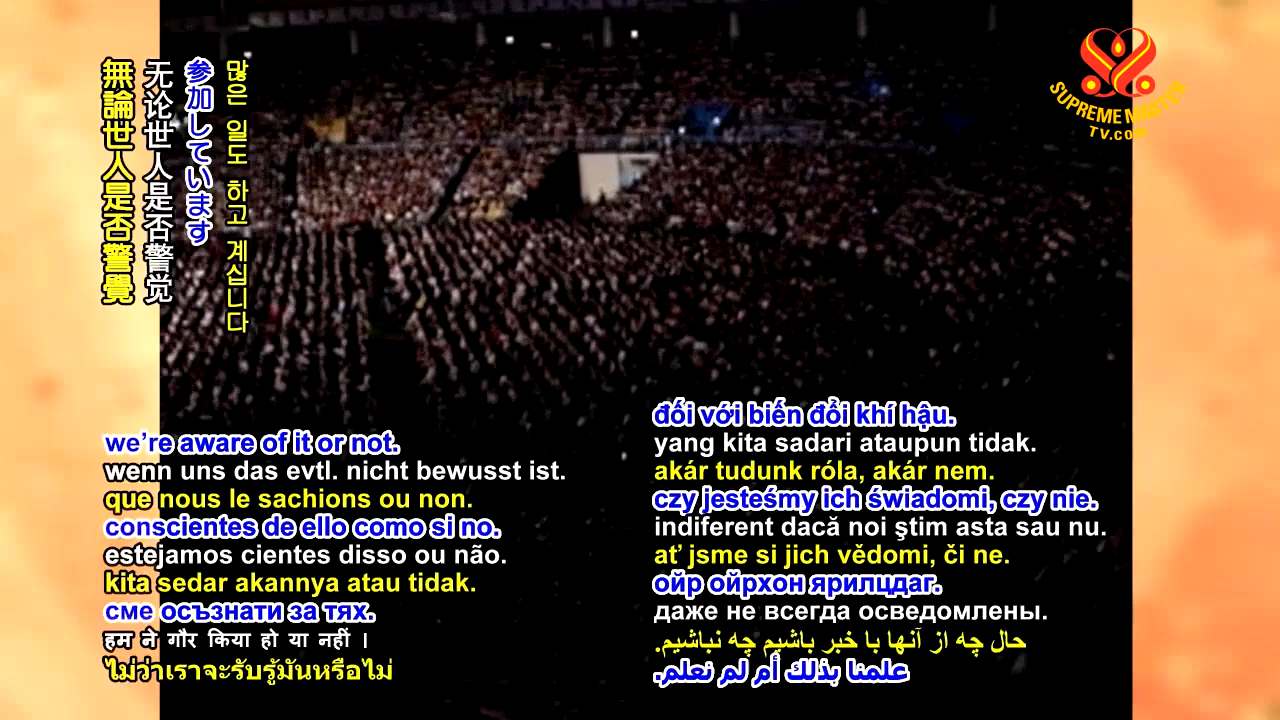 無論世人是否警覺
无论世人是否警觉
参加しています
많은 일도 하고 계십니다
SUPREME MASTER
TV.com
we're aware of it or not.
wenn uns das evtl. nicht bewusst ist.
que nous le sachions ou non.
conscientes de ello como si no.
estejamos cientes disso ou não.
kita sedar akannya atau tidak.
сме осъзнати за тях.
हम ने गौर किया हो या नहीं ।
ไม่ว่าเราจะรับรู้มันหรือไม่
đối với biến đổi khí hậu.
yang kita sadari ataupun tidak.
akár tudunk róla, akár nem.
czy jesteśmy ich świadomi, czy nie.
indiferent dacă noi ştim asta sau nu.
ať jsme si jich vědomi, či ne.
ойр ойрхон ярилцдаг.
даже не всегда осведомлены.
حال چه از آنها با خبر باشیم چه نباشیم.
علمنا بذلك أم لم نعلم.